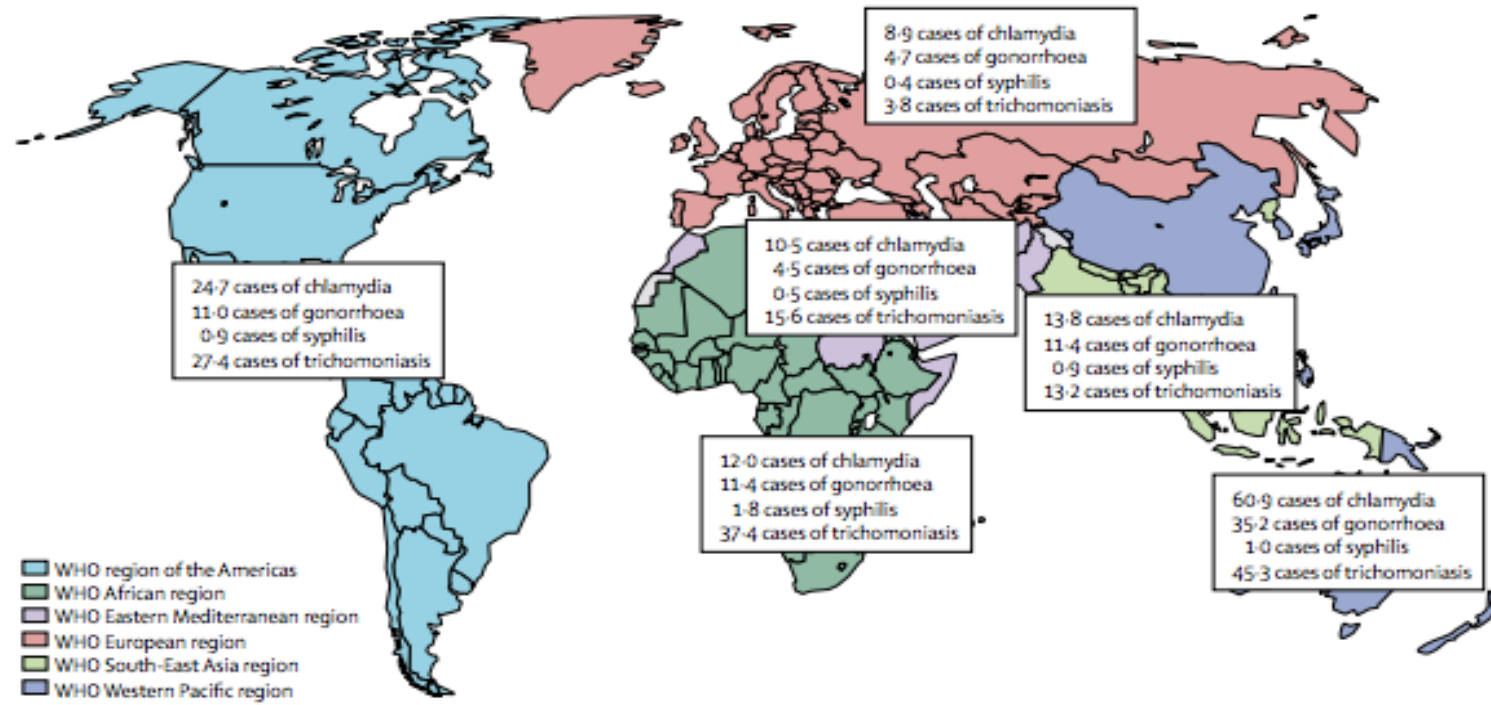 8·9 cases of chlamydia
4·7 cases of gonorrhoea
0·4 cases of syphilis
3·8 cases of trichomoniasis
10·5 cases of chlamydia
4·5 cases of gonorrhoea
0·5 cases of syphilis
15·6 cases of trichomoniasis
24·7 cases of chlamydia
11·0 cases of gonorrhoea
0·9 cases of syphilis
27·4 cases of trichomoniasis
13·8 cases of chlamydia
11·4 cases of gonorrhoea
0·9 cases of syphilis
13·2 cases of trichomoniasis
12·0 cases of chlamydia
11·4 cases of gonorrhoea
1·8 cases of syphilis
37·4 cases of trichomoniasis
60·9 cases of chlamydia
35·2 cases of gonorrhoea
1·0 cases of syphilis
45·3 cases of trichomoniasis
WHO region of the Americas
WHO African region
WHO Eastern Mediterranean region
WHO European region
WHO South-East Asia region
WHO Western Pacific region